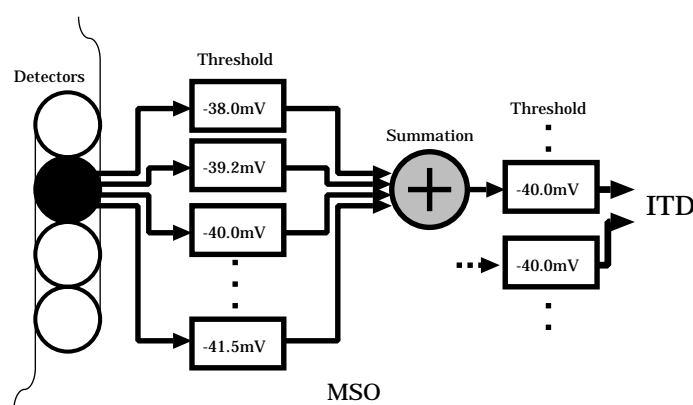 Detectors
Threshold
-38.0mV
-39.2mV
-40.0mV
-41.5mV
Summation
Threshold
-40.0mV
-40.0mV
ITD
MSO